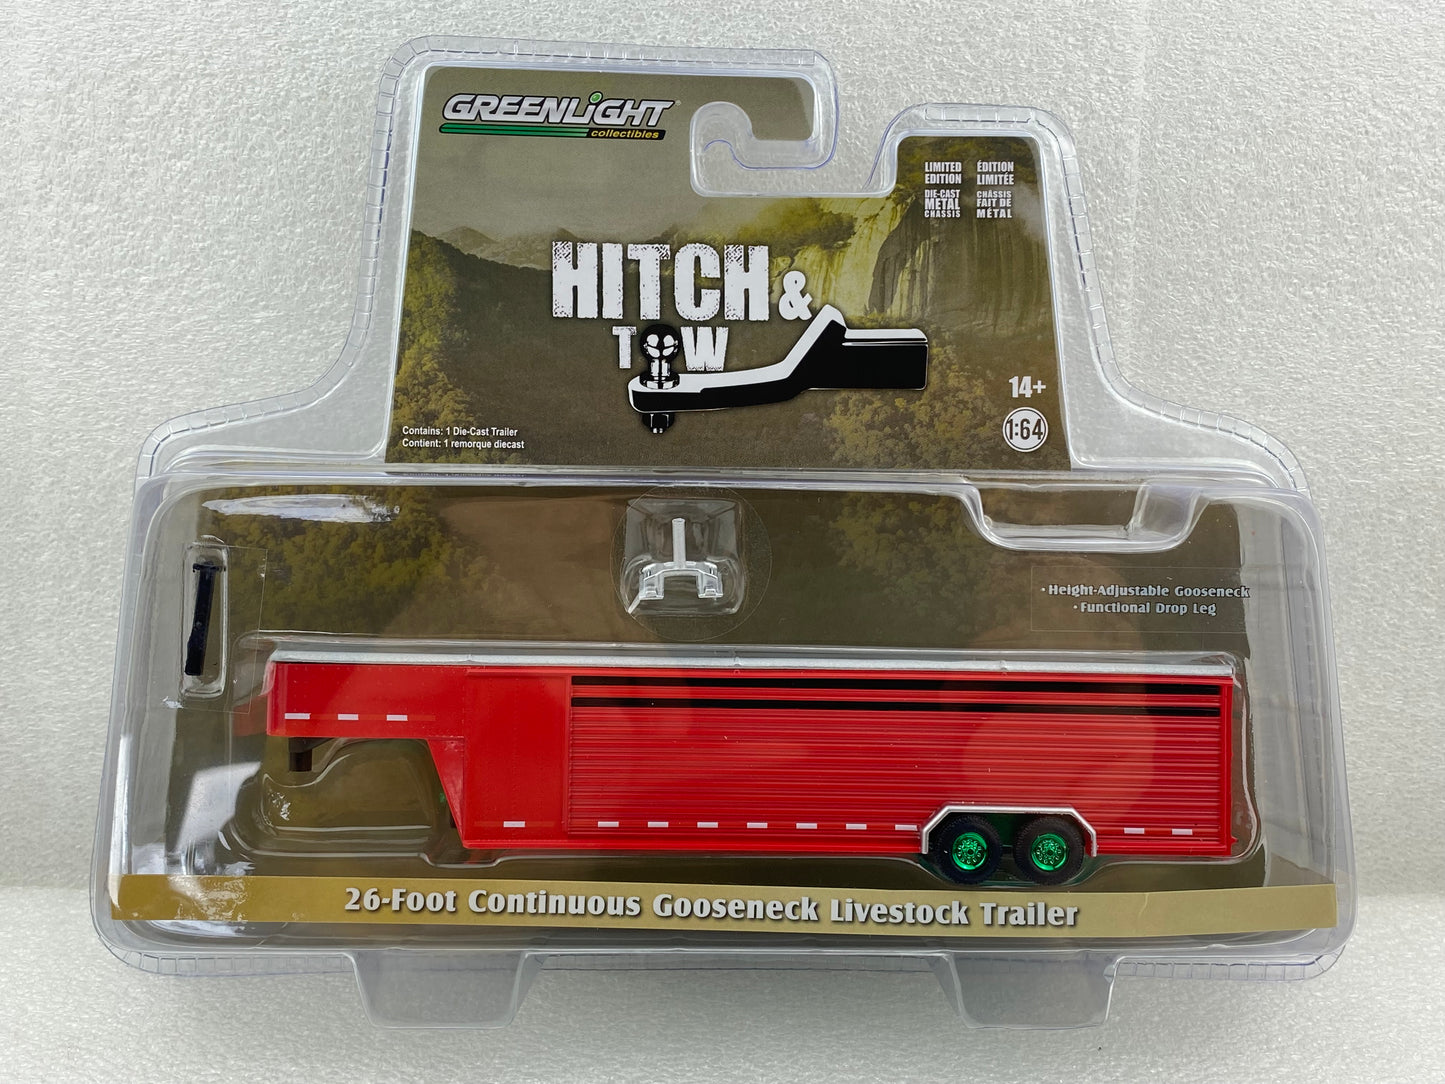 GREENLiGHT
collectibles
LIMITED EDITION
DIE-CAST METAL CHASSIS
ÉDITION LIMITÉE
CHÂSSIS FAIT DE MÉTAL
HITCH &
TOW
14+
1:64
Contains: 1 Die-Cast Trailer
Contient: 1 remorque diecast
• Height-Adjustable Gooseneck
• Functional Drop Leg
26-Foot Continuous Gooseneck Livestock Trailer